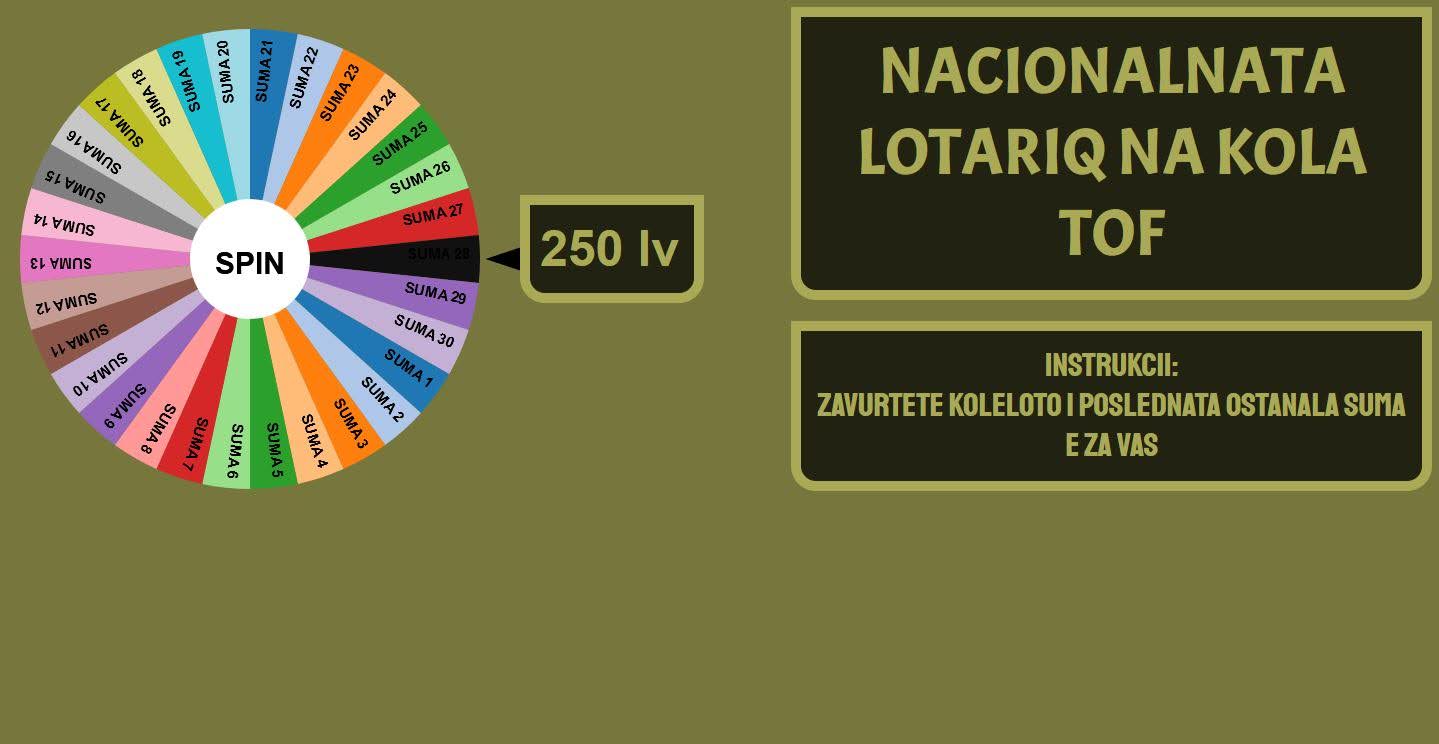 NACIONALNATA
LOTARIQ NA KOLA
TOF
INSTRUKCII:
ZAVURTETE KOLELOTO I POSLEDNATA OSTANALA SUMA
E ZA VAS
250 lv
SPIN
SUMA 1
SUMA 2
SUMA 3
SUMA 4
SUMA 5
SUMA 6
SUMA 7
SUMA 8
SUMA 9
SUMA 10
SUMA 11
SUMA 12
SUMA 13
SUMA 14
SUMA 15
SUMA 16
SUMA 17
SUMA 18
SUMA 19
SUMA 20
SUMA 21
SUMA 22
SUMA 23
SUMA 24
SUMA 25
SUMA 26
SUMA 27
SUMA 28
SUMA 29
SUMA 30